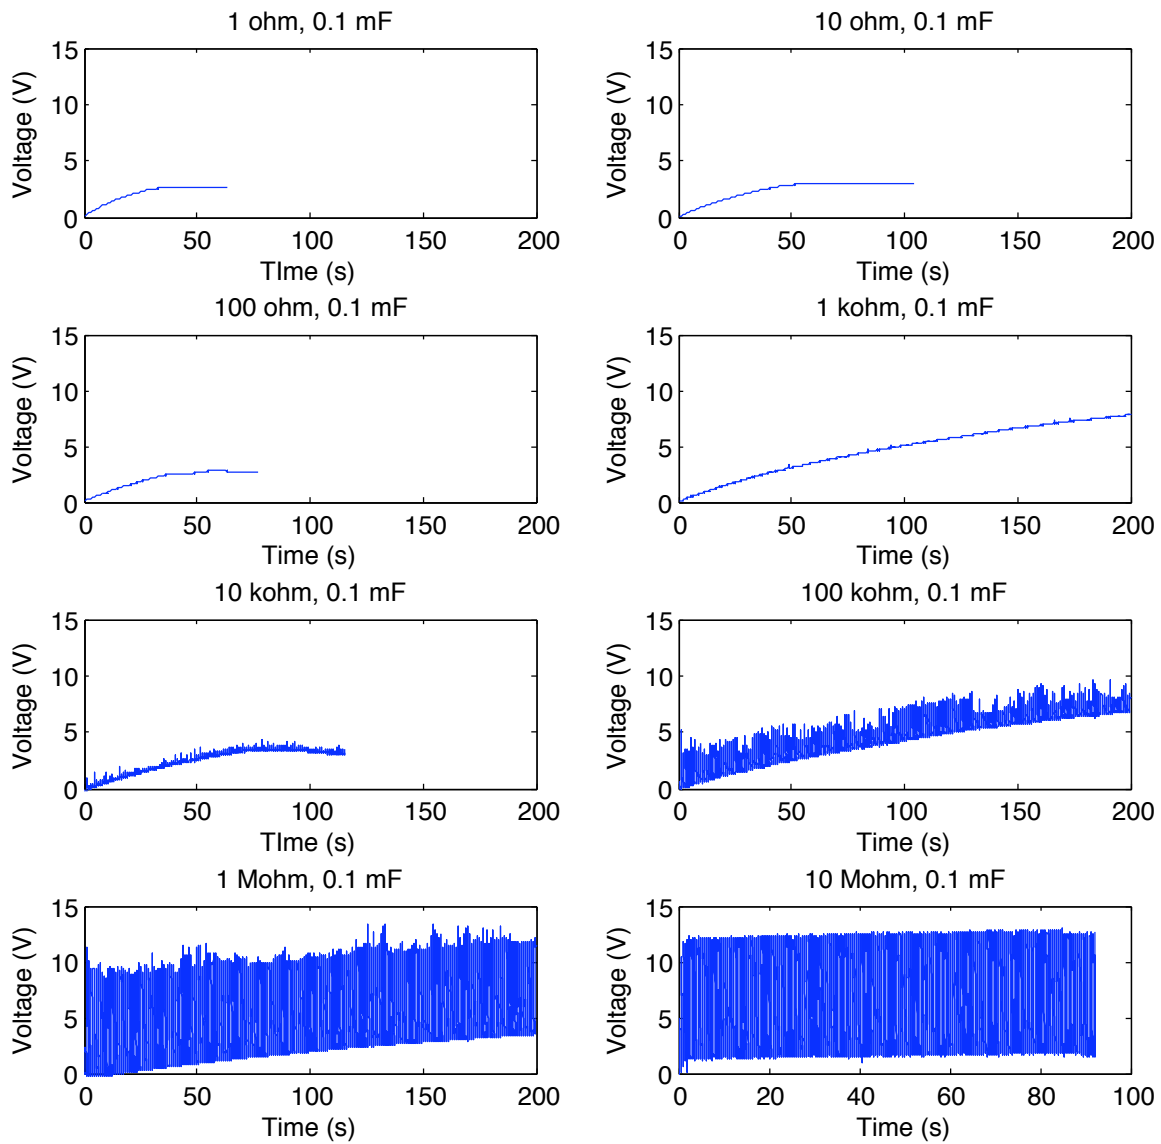 1 ohm, 0.1 mF
15
10
5
0
Voltage (V)
0 50 100 150 200
TIme (s)
10 ohm, 0.1 mF
15
10
5
0
Voltage (V)
0 50 100 150 200
Time (s)
100 ohm, 0.1 mF
15
10
5
0
Voltage (V)
0 50 100 150 200
Time (s)
1 kohm, 0.1 mF
15
10
5
0
Voltage (V)
0 50 100 150 200
Time (s)
10 kohm, 0.1 mF
15
10
5
0
Voltage (V)
0 50 100 150 200
TIme (s)
100 kohm, 0.1 mF
15
10
5
0
Voltage (V)
0 50 100 150 200
Time (s)
1 Mohm, 0.1 mF
15
10
5
0
Voltage (V)
0 50 100 150 200
Time (s)
10 Mohm, 0.1 mF
15
10
5
0
Voltage (V)
0 20 40 60 80 100
Time (s)